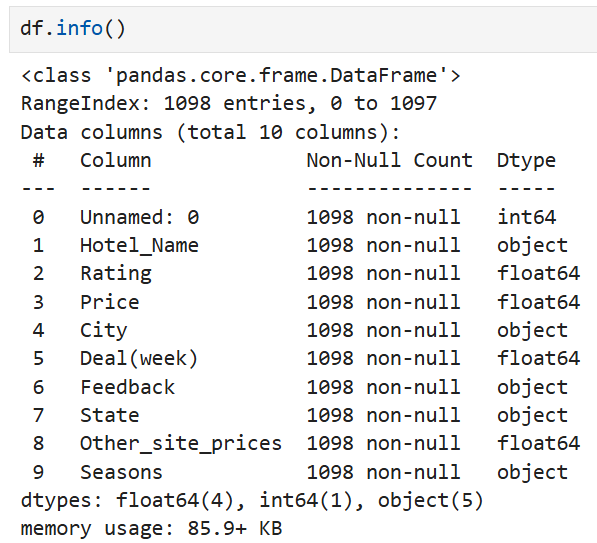 df.info()
<class 'pandas.core.frame.DataFrame'>
RangeIndex: 1098 entries, 0 to 1097
Data columns (total 10 columns):
 #   Column             Non-Null Count  Dtype
---  ------             --------------  -----
 0   Unnamed: 0         1098 non-null   int64
 1   Hotel_Name         1098 non-null   object
 2   Rating             1098 non-null   float64
 3   Price              1098 non-null   float64
 4   City               1098 non-null   object
 5   Deal(week)         1098 non-null   float64
 6   Feedback           1098 non-null   object
 7   State              1098 non-null   object
 8   Other_site_prices  1098 non-null   float64
 9   Seasons            1098 non-null   object
dtypes: float64(4), int64(1), object(5)
memory usage: 85.9+ KB